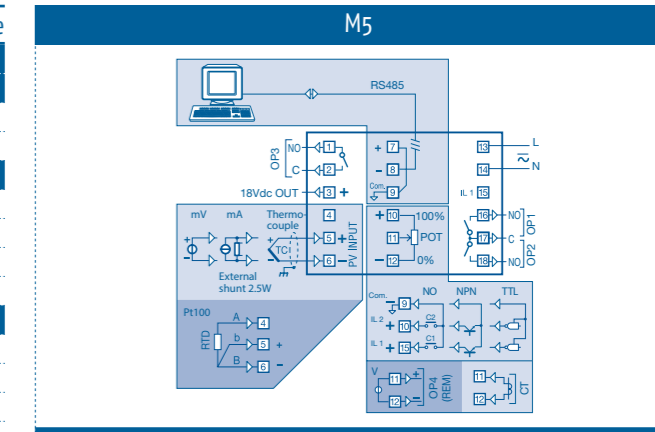 e
M5
RS485
OP3
NO
1
C
2
18Vdc OUT
3
+
+
7
-
8
Com.
9
13
L
14
N
IL 1
15
16
NO
17
C
18
NO
OP1
OP2
mV
mA
Thermo-
couple
4
5
+
6
-
PV INPUT
TC
External
shunt 2.5W
+
10
100%
11
POT
-
12
0%
Pt100
RTD
A
4
b
5
+
B
6
-
Com.
NO
NPN
TTL
-
9
IL 2
+
10
C2
IL 1
+
15
C1
V
11
+
12
-
OP4
(REM)
11
12
CT